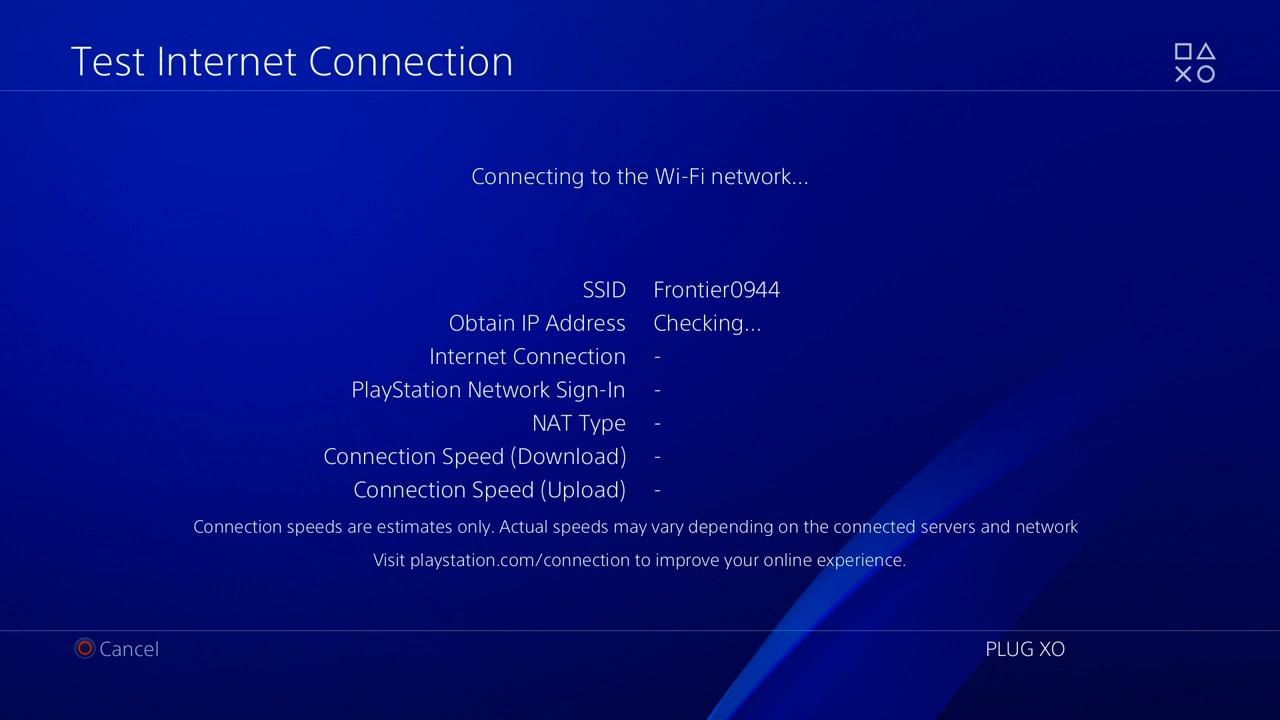 Test Internet Connection
Connecting to the Wi-Fi network...
SSID Frontier0944
Obtain IP Address Checking...
Internet Connection -
PlayStation Network Sign-In -
NAT Type -
Connection Speed (Download) -
Connection Speed (Upload) -
Connection speeds are estimates only. Actual speeds may vary depending on the connected servers and network
Visit playstation.com/connection to improve your online experience.
Cancel PLUG XO